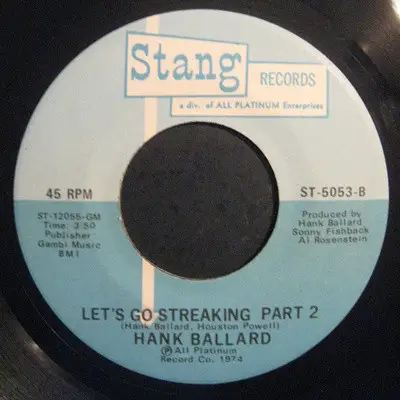 Stang
RECORDS
a div. of ALL PLATINUM Enterprises
45 RPM
ST-5053-B
ST-12055-GM
Time: 3:50
Publisher
Gambi Music
BMI
Produced by
Hank Ballard
Sonny Fishback
Al Rosenstein
LET'S GO STREAKING PART 2
(Hank Ballard, Houston Powell)
HANK BALLARD
Ⓟ All Platinum
Record Co. 1974